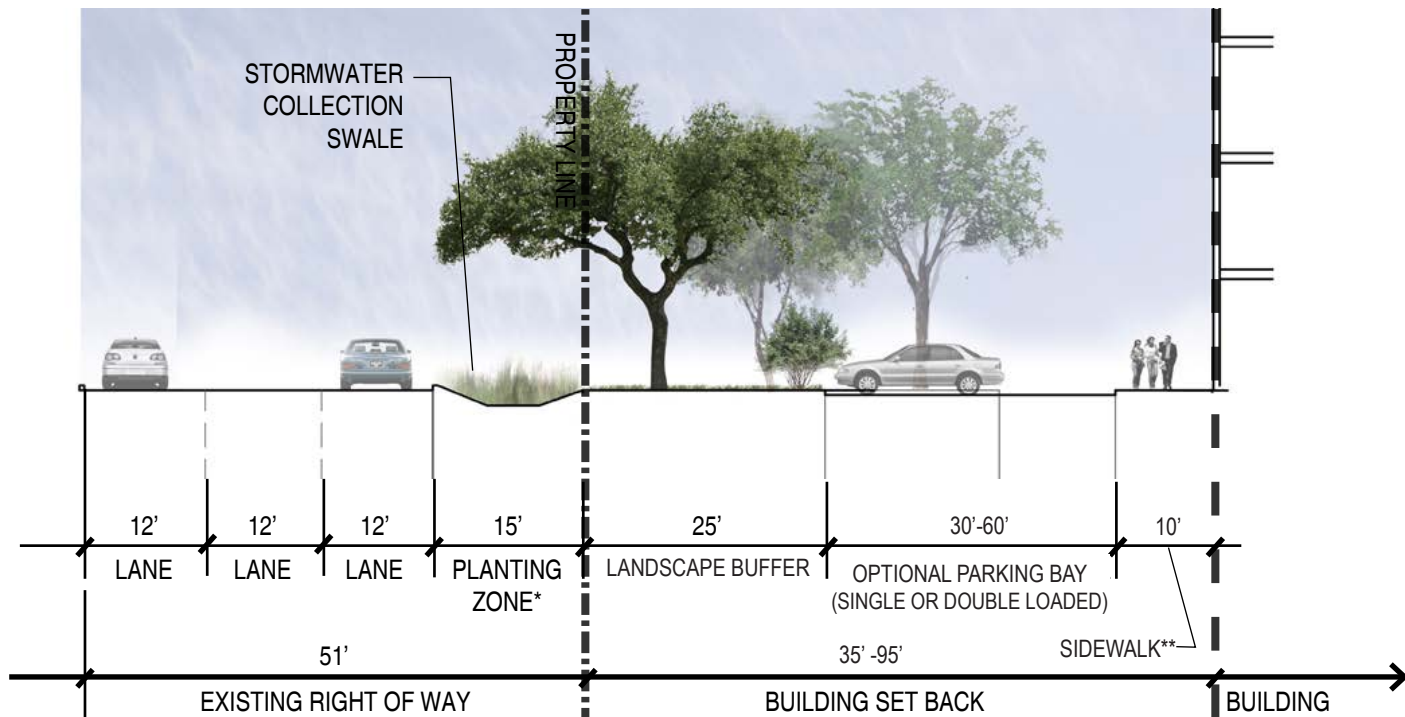 STORMWATER
COLLECTION
SWALE
PROPERTY LINE
12’
12’
12’
15’
25’
30’-60’
10’
LANE
LANE
LANE
PLANTING
ZONE*
LANDSCAPE BUFFER
OPTIONAL PARKING BAY
(SINGLE OR DOUBLE LOADED)
SIDEWALK**
51’
35’ -95’
EXISTING RIGHT OF WAY
BUILDING SET BACK
BUILDING